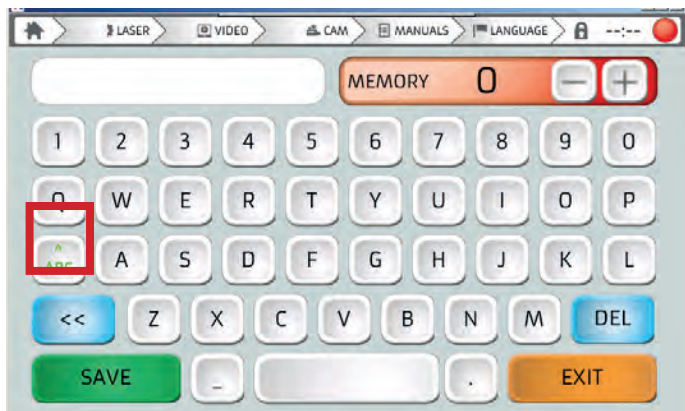 LASER VIDEO CAM MANUALS LANGUAGE --:--
MEMORY 0 - +
1 2 3 4 5 6 7 8 9 0
Q W E R T Y U I O P
ABC A S D F G H J K L
<< Z X C V B N M DEL
SAVE _ . EXIT